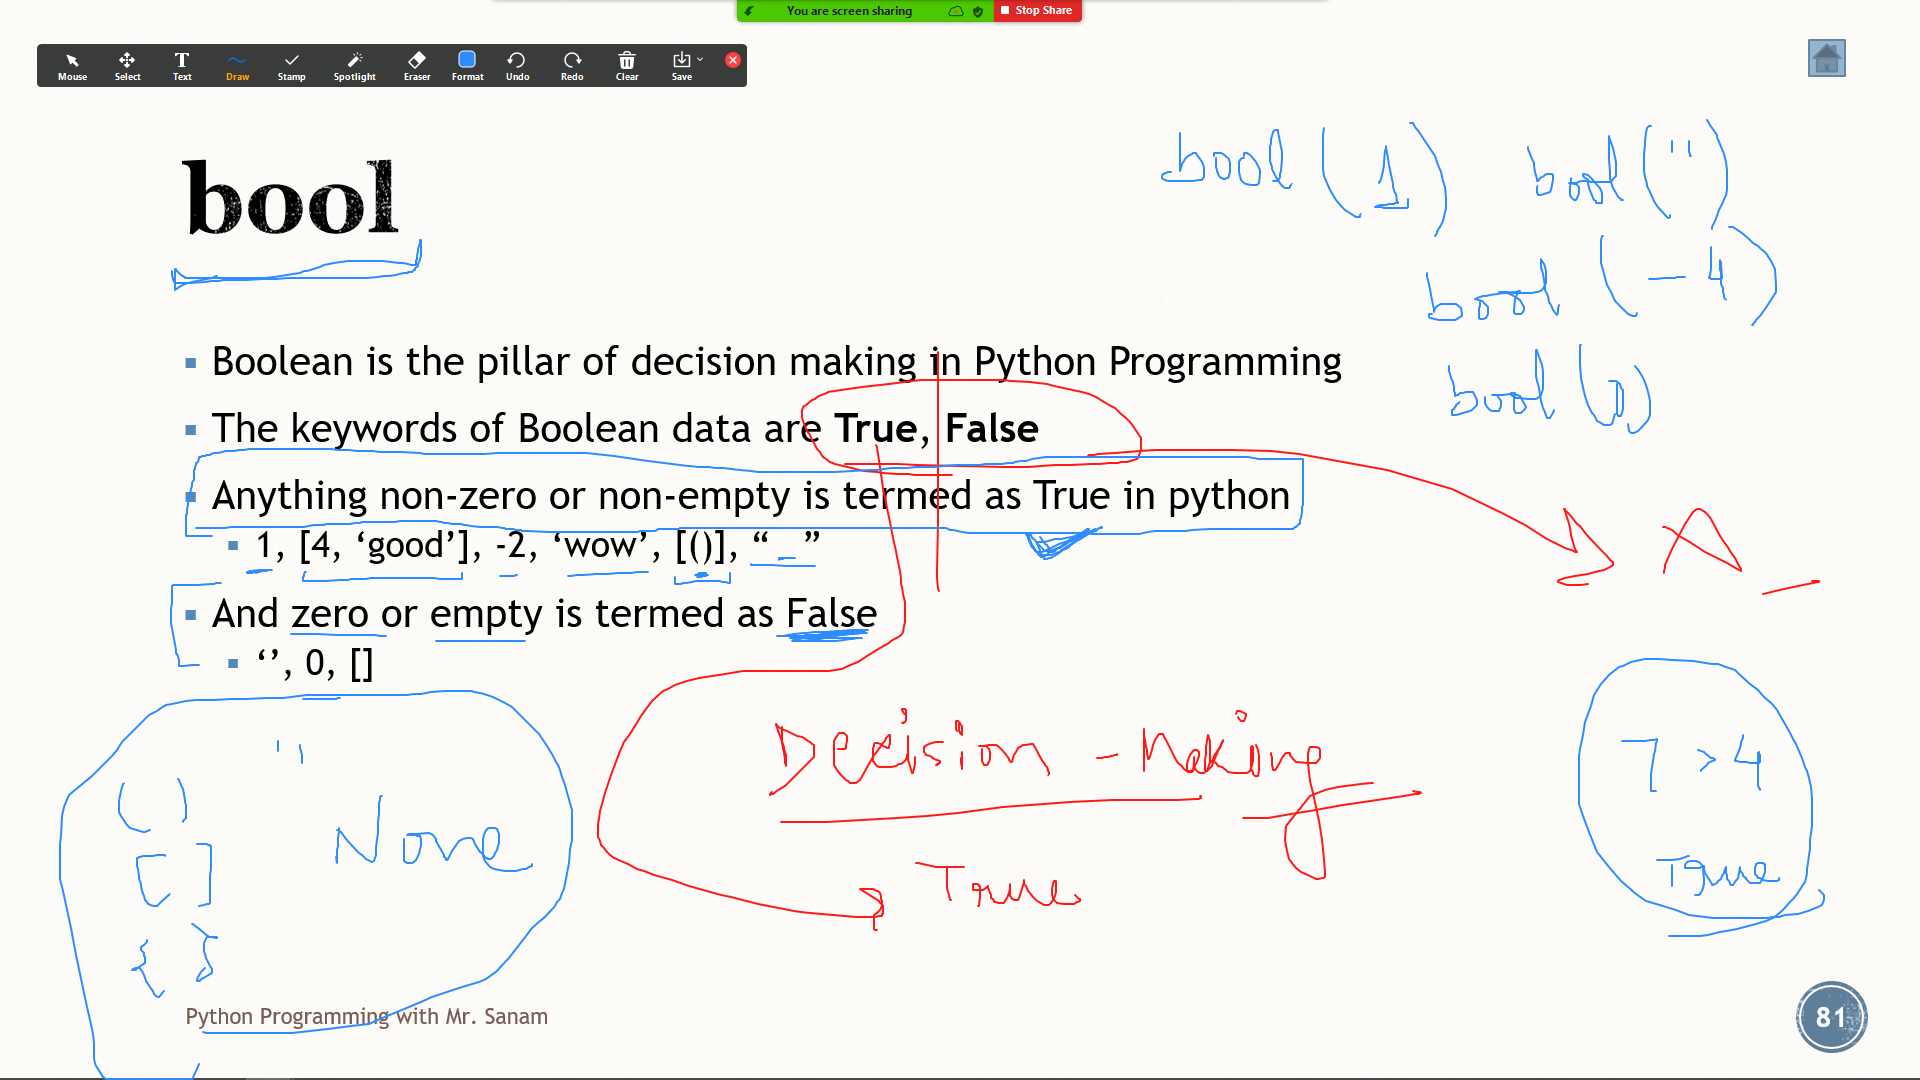 You are screen sharing Stop Share
Mouse Select Text Draw Stamp Spotlight Eraser Format Undo Redo Clear Save
bool
bool (1) bool ('')
bool (-4)
bool (0)
Boolean is the pillar of decision making in Python Programming
The keywords of Boolean data are True, False
Anything non-zero or non-empty is termed as True in python
1, [4, ‘good’], -2, ‘wow’, [()], “ _ ”
And zero or empty is termed as False
‘’, 0, []
''
( )
[ ] None
{ }
Decision - Making
True
7 > 4
True
Python Programming with Mr. Sanam
81